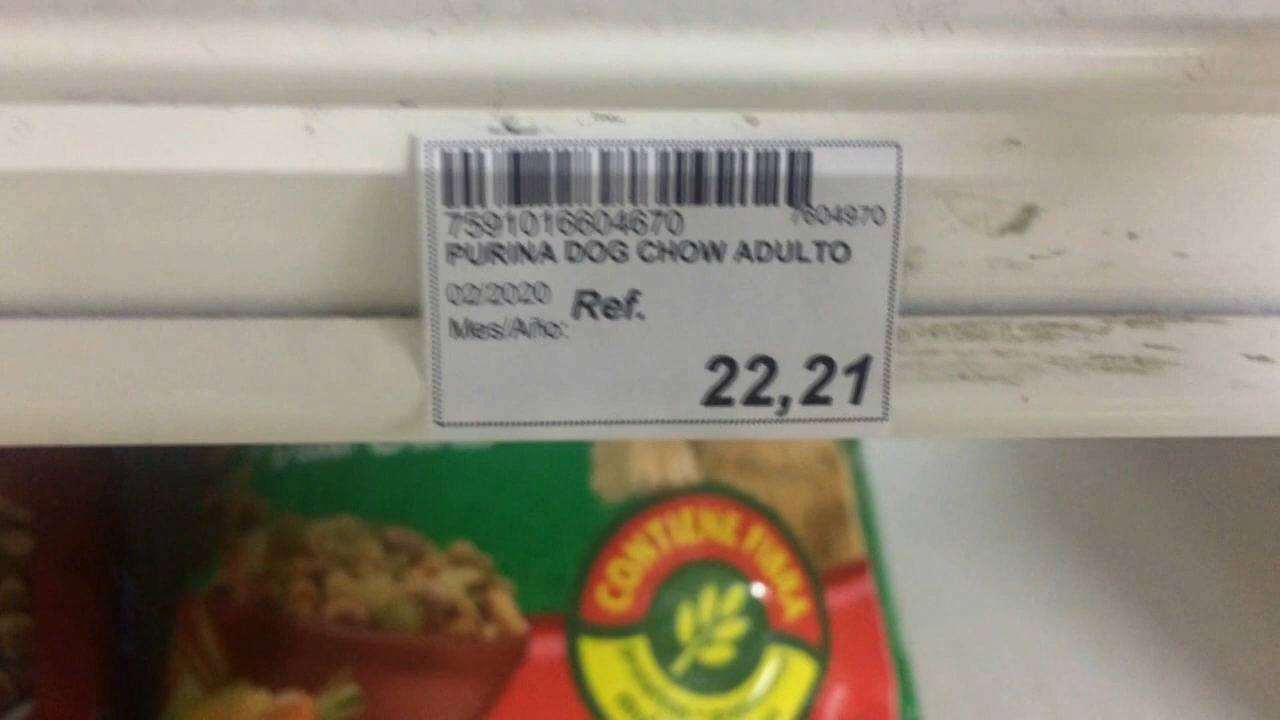 7591016604670 7604970
PURINA DOG CHOW ADULTO
02/2020 Ref.
Mes/Año:
22,21
CONTIENE FIBRA